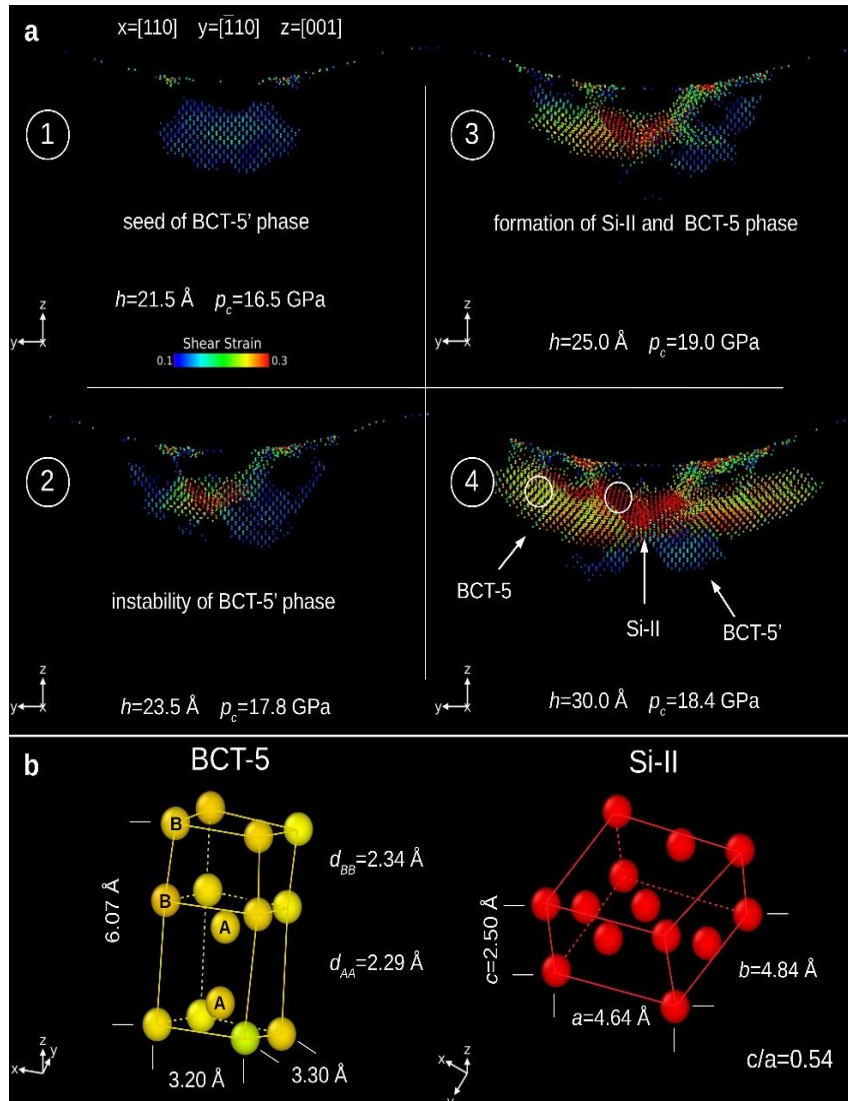 a
x=[110] y=[1̅10] z=[001]
1
seed of BCT-5’ phase
h=21.5 Å p_c=16.5 GPa
z
y x
Shear Strain
0.1 0.3
3
formation of Si-II and BCT-5 phase
h=25.0 Å p_c=19.0 GPa
z
y x
2
instability of BCT-5’ phase
h=23.5 Å p_c=17.8 GPa
z
y x
4
BCT-5
Si-II
BCT-5’
h=30.0 Å p_c=18.4 GPa
z
y x
b
BCT-5
B
B
A
A
6.07 Å
d_BB=2.34 Å
d_AA=2.29 Å
3.20 Å
3.30 Å
z
y
x
Si-II
c=2.50 Å
a=4.64 Å
b=4.84 Å
c/a=0.54
z
x
y